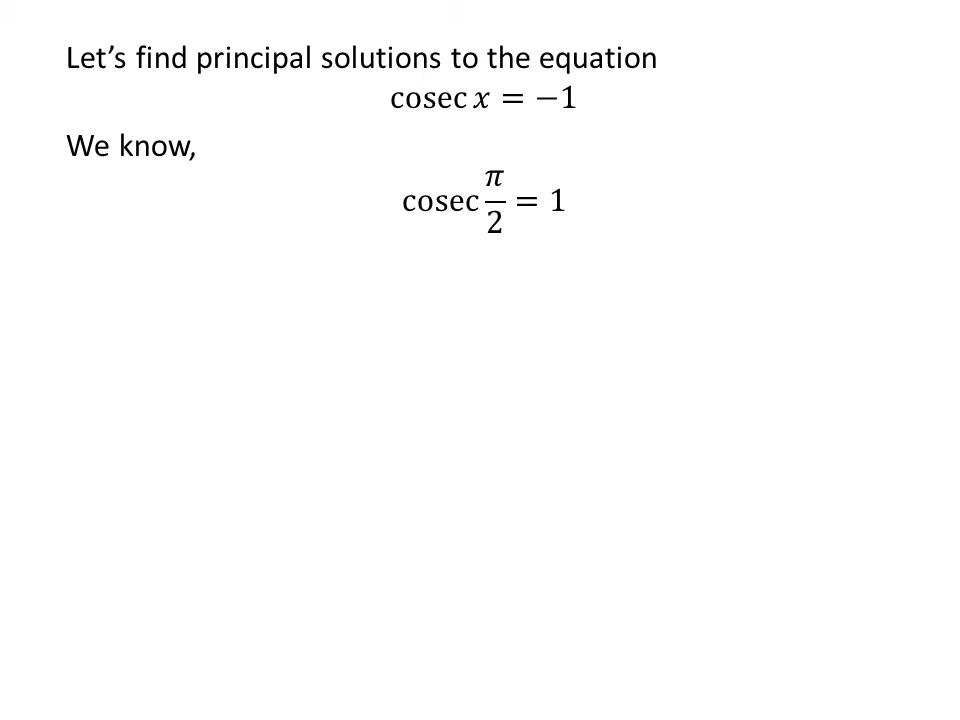 Let’s find principal solutions to the equation
cosec 𝑥 = −1
We know,
cosec 𝜋/2 = 1